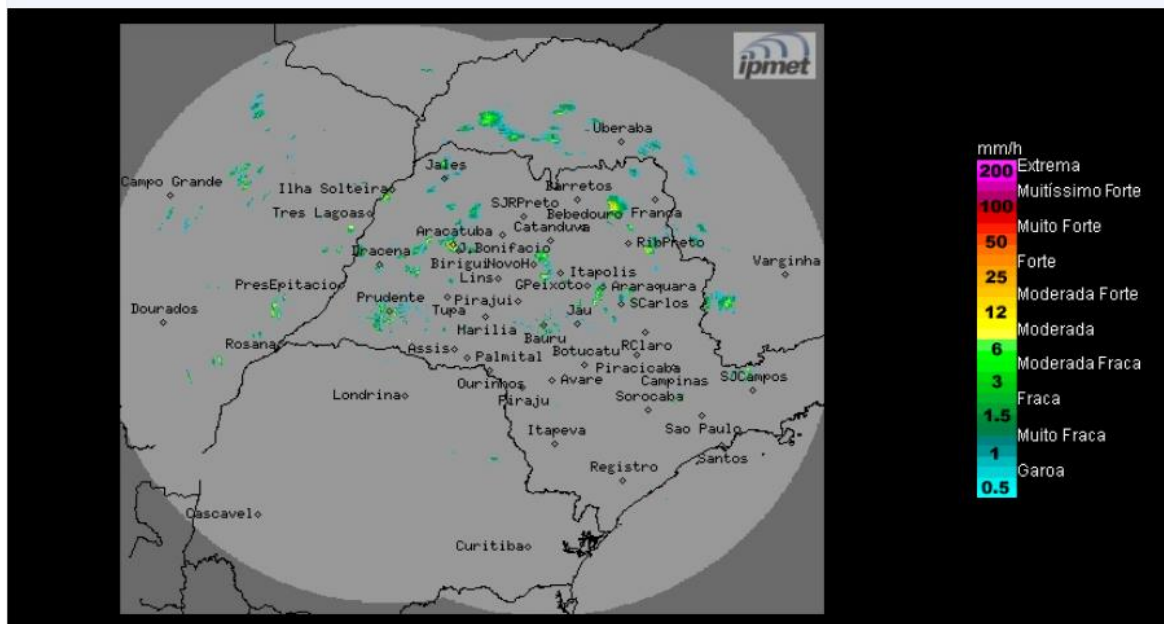 ipmet
Uberaba
Jales
Campo Grande
Ilha Solteira
Barretos
SJRPreto
Tres Lagoas
Bebedouro
Franca
Aracatuba
Catanduva
J.Bonifacio
RibPreto
Dracena
Birigui
NovoH
Varginha
Lins
Itapolis
PresEpitacio
GPeixoto
Araraquara
Prudente
Tupa
Pirajui
SCarlos
Dourados
Marilia
Jau
Bauru
Rosana
Assis
RClaro
Palmital
Botucatu
Piracicaba
Ourinhos
Avare
Campinas
SJCampos
Londrina
Piraju
Sorocaba
Itapeva
Sao Paulo
Santos
Registro
Cascavel
Curitiba
mm/h
200
Extrema
Muitíssimo Forte
100
Muito Forte
50
Forte
25
Moderada Forte
12
Moderada
6
Moderada Fraca
3
Fraca
1.5
Muito Fraca
1
Garoa
0.5